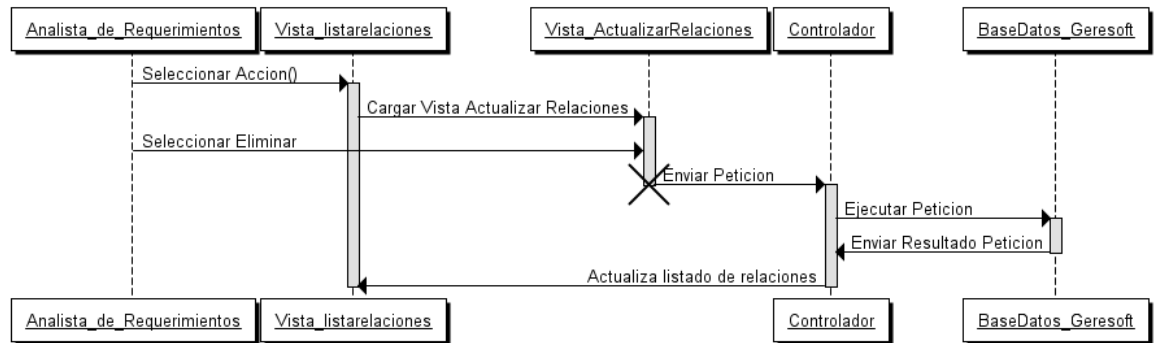 Analista_de_Requerimientos
Vista_listarelaciones
Vista_ActualizarRelaciones
Controlador
BaseDatos_Geresoft
Seleccionar Accion()
Cargar Vista Actualizar Relaciones
Seleccionar Eliminar
Enviar Peticion
Ejecutar Peticion
Enviar Resultado Peticion
Actualiza listado de relaciones
Analista_de_Requerimientos
Vista_listarelaciones
Controlador
BaseDatos_Geresoft